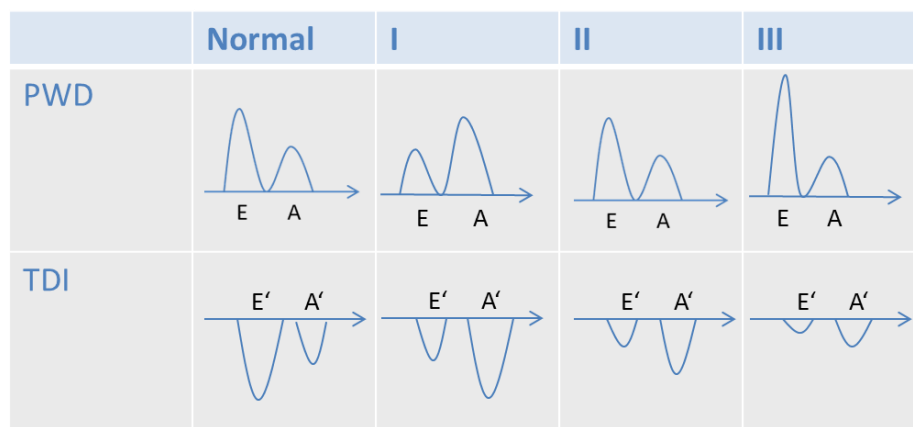 Normal I II III
PWD
E A E A E A E A
TDI
E‘ A‘ E‘ A‘ E‘ A‘ E‘ A‘